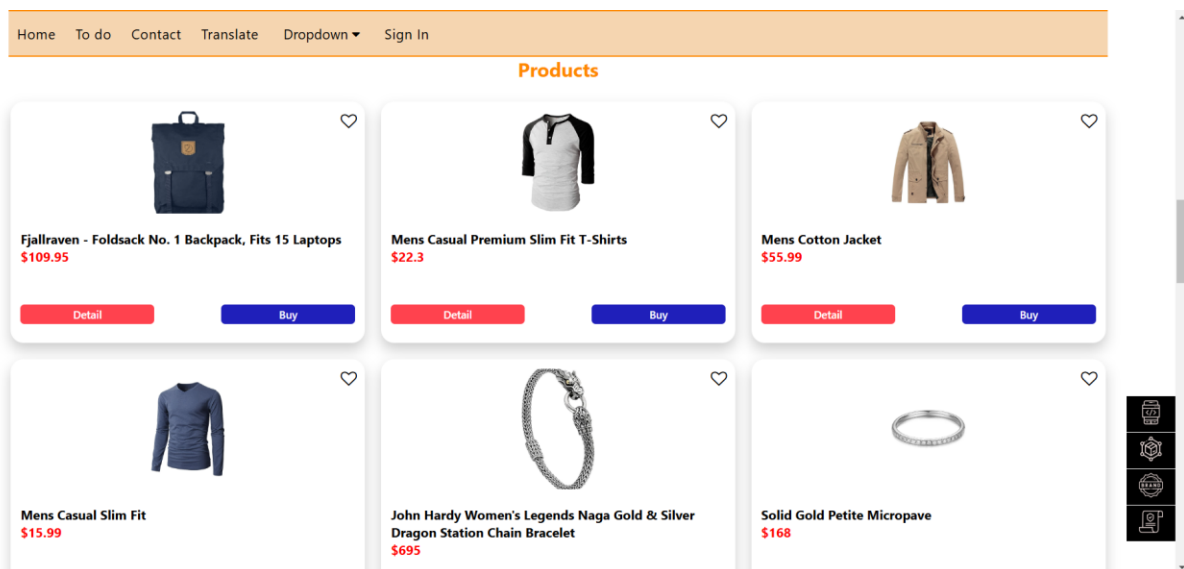 Home To do Contact Translate Dropdown Sign In
Products
Fjallraven - Foldsack No. 1 Backpack, Fits 15 Laptops
$109.95
Detail Buy
Mens Casual Premium Slim Fit T-Shirts
$22.3
Detail Buy
Mens Cotton Jacket
$55.99
Detail Buy
Mens Casual Slim Fit
$15.99
John Hardy Women's Legends Naga Gold & Silver
Dragon Station Chain Bracelet
$695
Solid Gold Petite Micropave
$168
BRAND